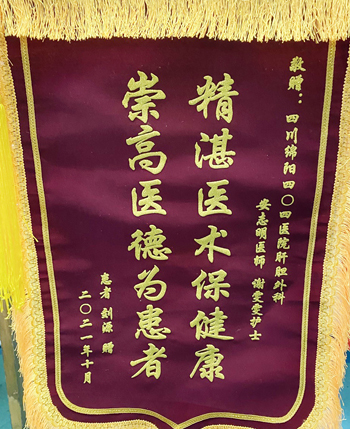 敬赠：四川绵阳四〇四医院肝胆外科
安志明医师 谢雯雯护士
精湛医术保健康
崇高医德为患者
患者 刘源 赠
二〇二一年十月